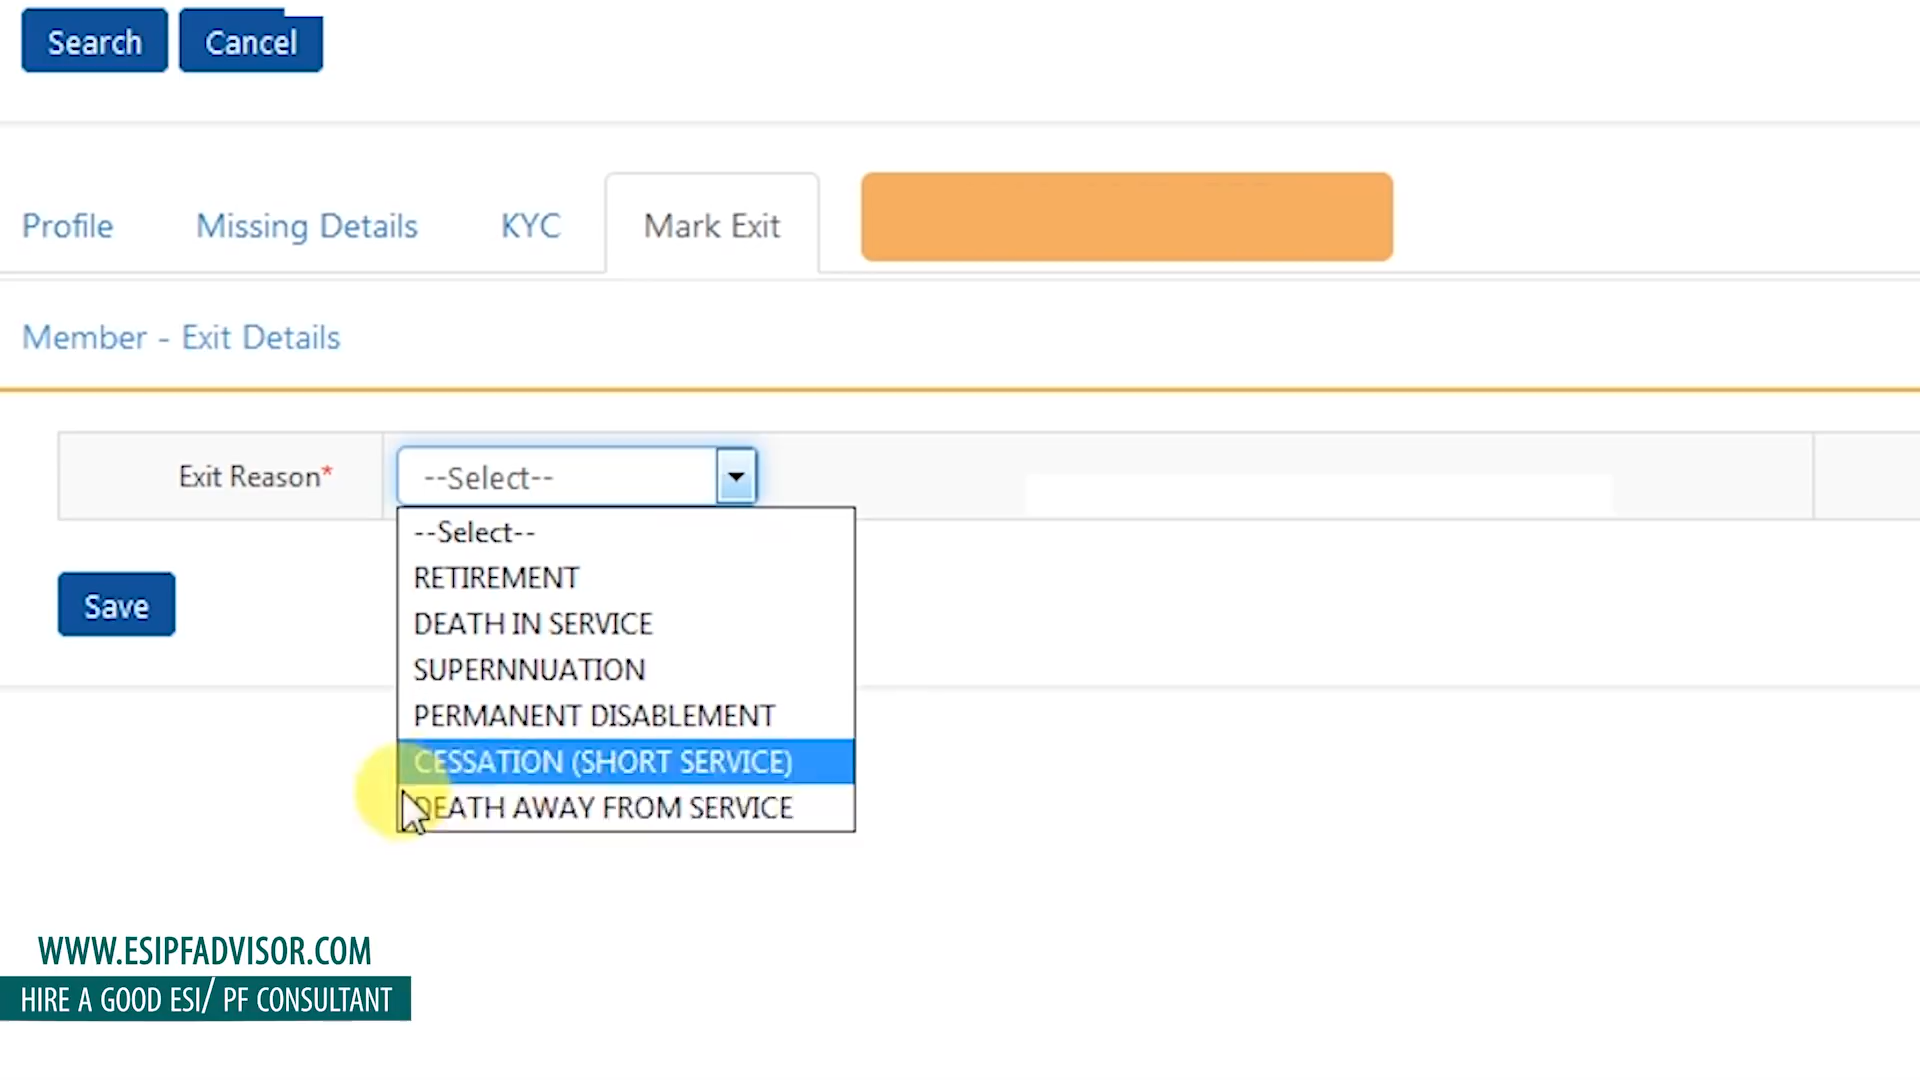 Search Cancel
Profile Missing Details KYC Mark Exit
Member - Exit Details
Exit Reason* --Select--
--Select--
RETIREMENT
DEATH IN SERVICE
SUPERNNUATION
PERMANENT DISABLEMENT
CESSATION (SHORT SERVICE)
DEATH AWAY FROM SERVICE
Save
WWW.ESIPFADVISOR.COM
HIRE A GOOD ESI/ PF CONSULTANT